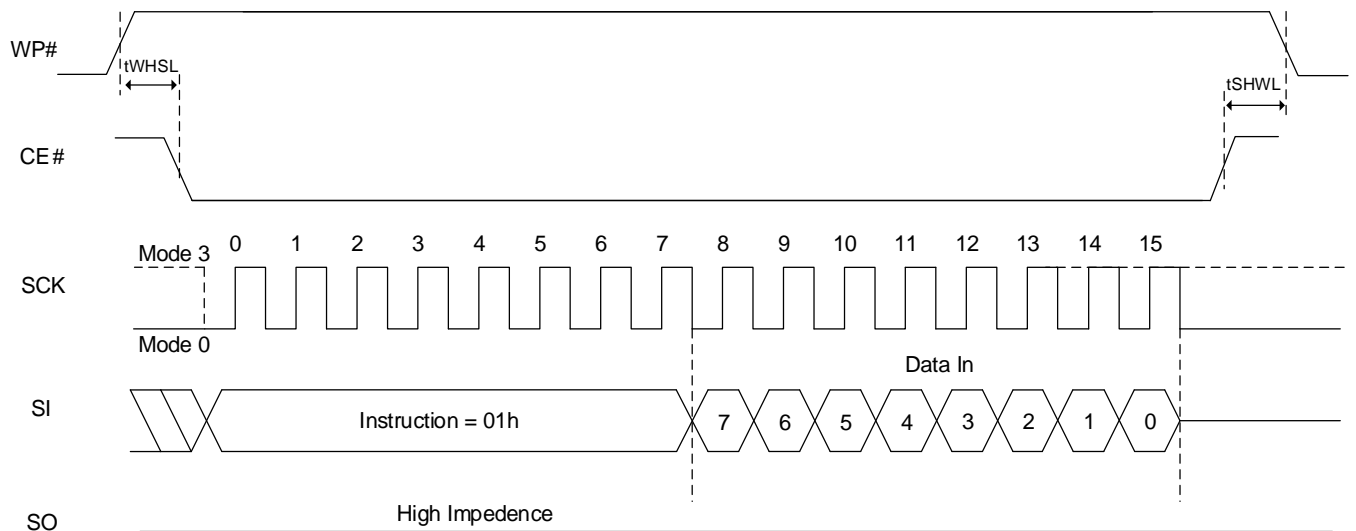 WP#
tWHSL
tSHWL
CE#
0 1 2 3 4 5 6 7 8 9 10 11 12 13 14 15
Mode 3
SCK
Mode 0
Data In
SI
Instruction = 01h
7 6 5 4 3 2 1 0
High Impedence
SO